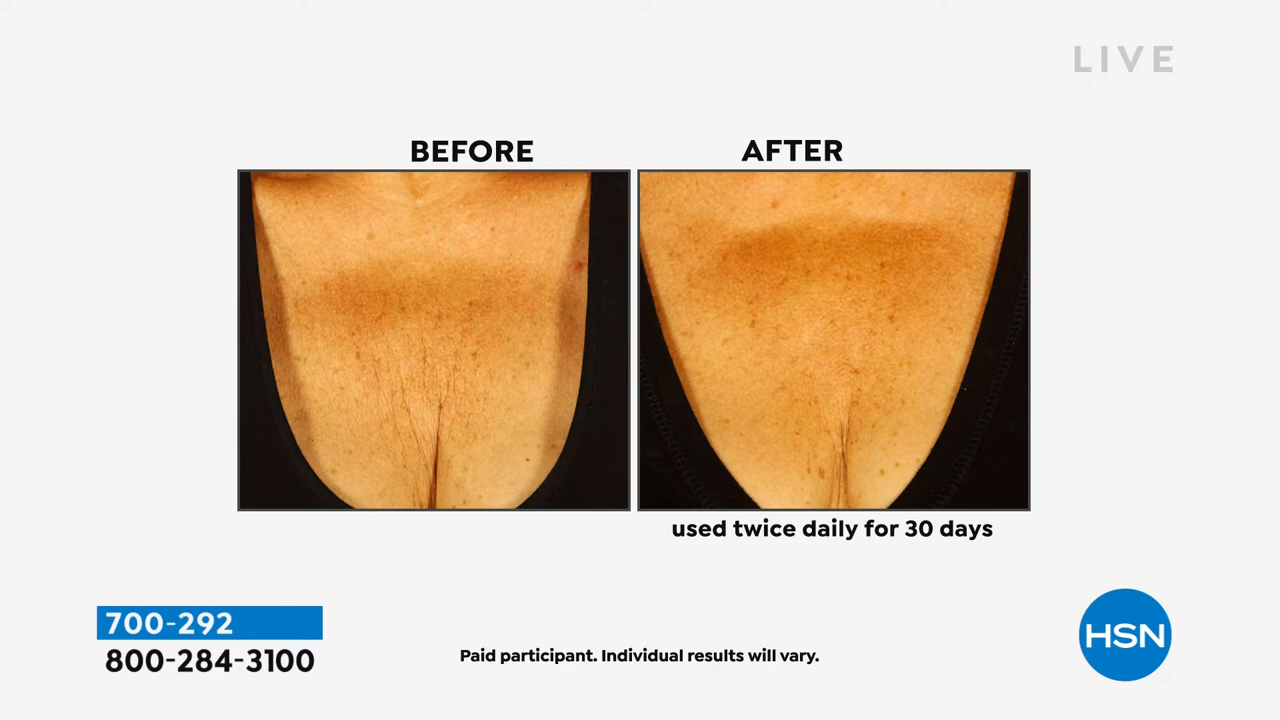 LIVE
BEFORE
AFTER
used twice daily for 30 days
700-292
800-284-3100
Paid participant. Individual results will vary.
HSN